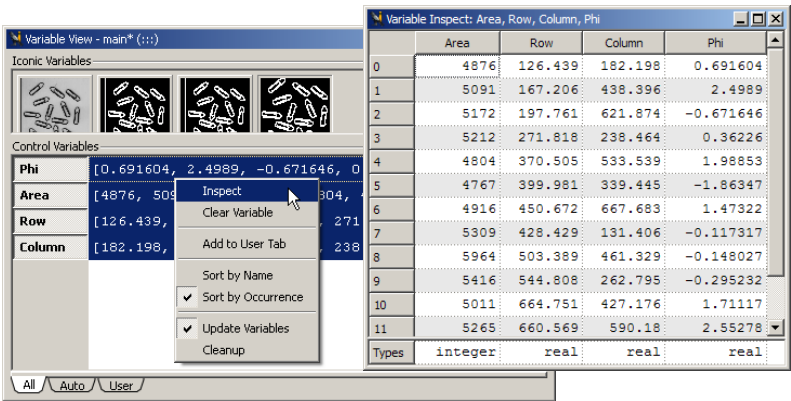 Variable View - main* (:::)
Iconic Variables
Control Variables
Phi [0.691604, 2.4989, -0.671646, 0
Area [4876, 509 804,
Row [126.439, 271
Column [182.198, 238
Inspect
Clear Variable
Add to User Tab
Sort by Name
Sort by Occurrence
Update Variables
Cleanup
All Auto User
Variable Inspect: Area, Row, Column, Phi
Area Row Column Phi
0 4876 126.439 182.198 0.691604
1 5091 167.206 438.396 2.4989
2 5172 197.761 621.874 -0.671646
3 5212 271.818 238.464 0.36226
4 4804 370.505 533.539 1.98853
5 4767 399.981 339.445 -1.86347
6 4916 450.672 667.683 1.47322
7 5309 428.429 131.406 -0.117317
8 5964 503.389 461.329 -0.148027
9 5416 544.808 262.795 -0.295232
10 5011 664.751 427.176 1.71117
11 5265 660.569 590.18 2.55278
Types integer real real real